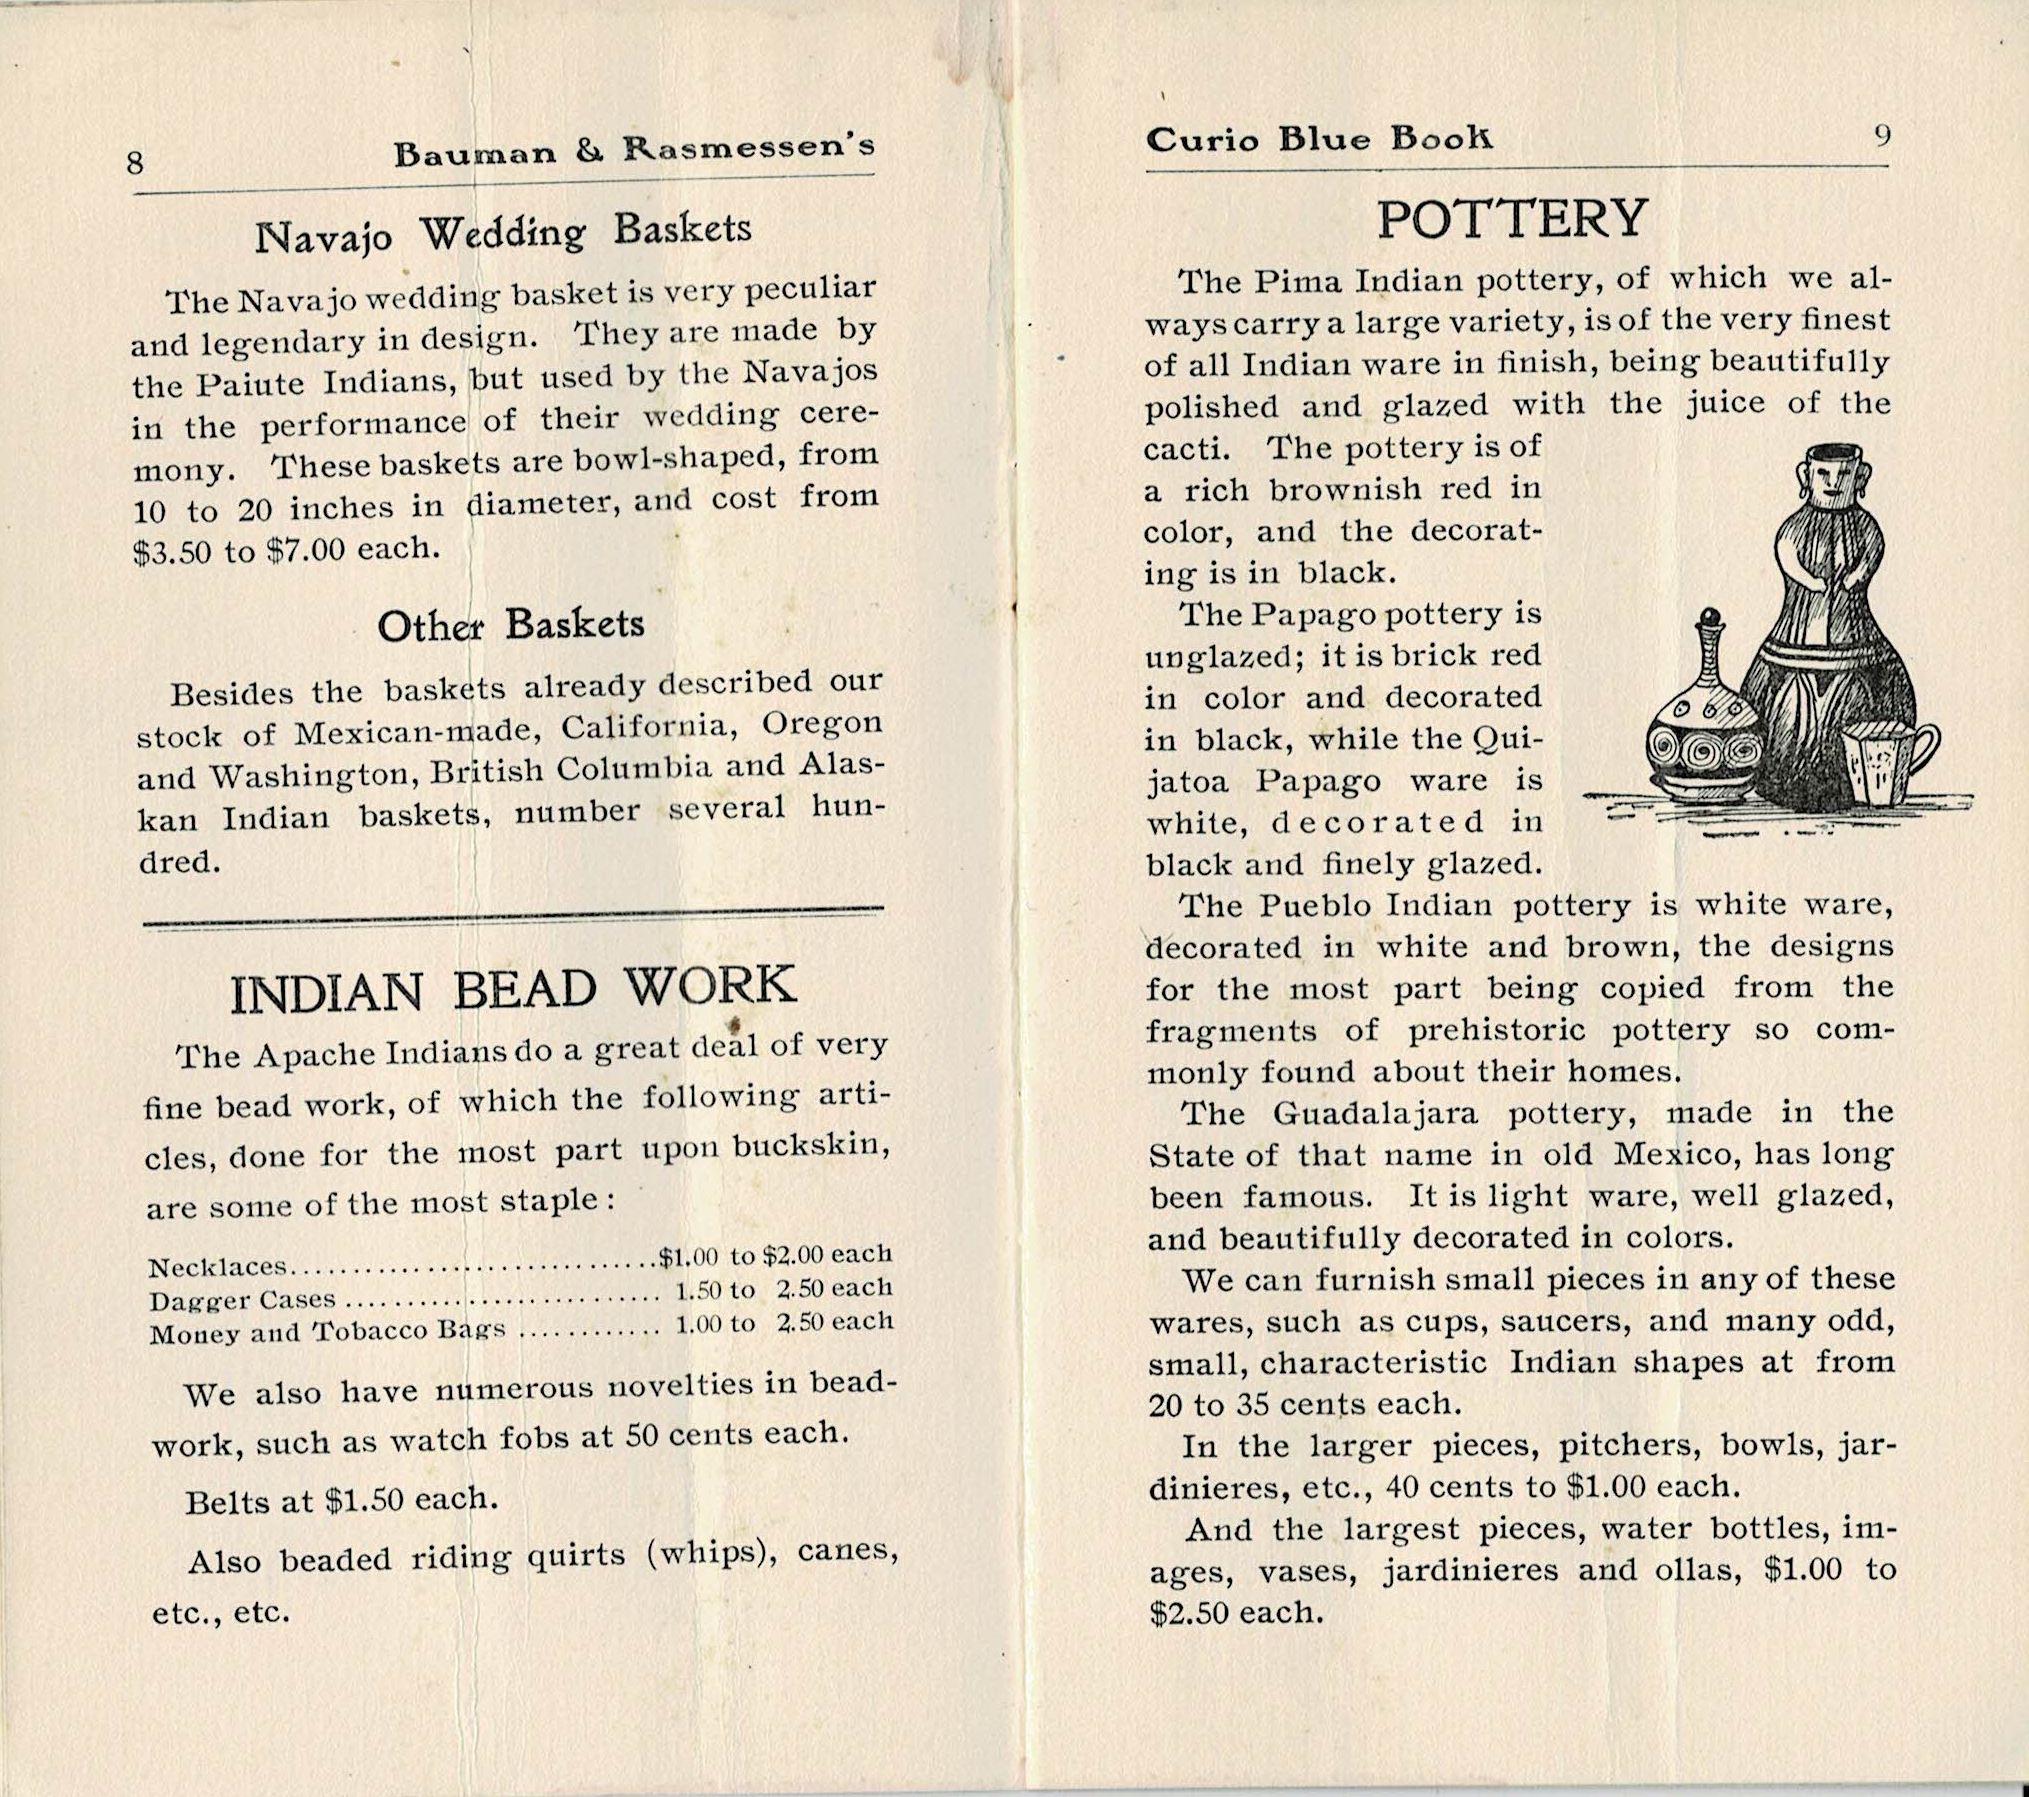 8 Bauman & Rasmessen's
Navajo Wedding Baskets
The Navajo wedding basket is very peculiar
and legendary in design. They are made by
the Paiute Indians, but used by the Navajos
in the performance of their wedding cere-
mony. These baskets are bowl-shaped, from
10 to 20 inches in diameter, and cost from
$3.50 to $7.00 each.
Other Baskets
Besides the baskets already described our
stock of Mexican-made, California, Oregon
and Washington, British Columbia and Alas-
kan Indian baskets, number several hun-
dred.
INDIAN BEAD WORK
The Apache Indians do a great deal of very
fine bead work, of which the following arti-
cles, done for the most part upon buckskin,
are some of the most staple:
Necklaces..............................$1.00 to $2.00 each
Dagger Cases .......................... 1.50 to 2.50 each
Money and Tobacco Bags ............ 1.00 to 2.50 each
We also have numerous novelties in bead-
work, such as watch fobs at 50 cents each.
Belts at $1.50 each.
Also beaded riding quirts (whips), canes,
etc., etc.
Curio Blue Book 9
POTTERY
The Pima Indian pottery, of which we al-
ways carry a large variety, is of the very finest
of all Indian ware in finish, being beautifully
polished and glazed with the juice of the
cacti. The pottery is of
a rich brownish red in
color, and the decorat-
ing is in black.
The Papago pottery is
unglazed; it is brick red
in color and decorated
in black, while the Qui-
jatoa Papago ware is
white, decorated in
black and finely glazed.
The Pueblo Indian pottery is white ware,
decorated in white and brown, the designs
for the most part being copied from the
fragments of prehistoric pottery so com-
monly found about their homes.
The Guadalajara pottery, made in the
State of that name in old Mexico, has long
been famous. It is light ware, well glazed,
and beautifully decorated in colors.
We can furnish small pieces in any of these
wares, such as cups, saucers, and many odd,
small, characteristic Indian shapes at from
20 to 35 cents each.
In the larger pieces, pitchers, bowls, jar-
dinieres, etc., 40 cents to $1.00 each.
And the largest pieces, water bottles, im-
ages, vases, jardinieres and ollas, $1.00 to
$2.50 each.